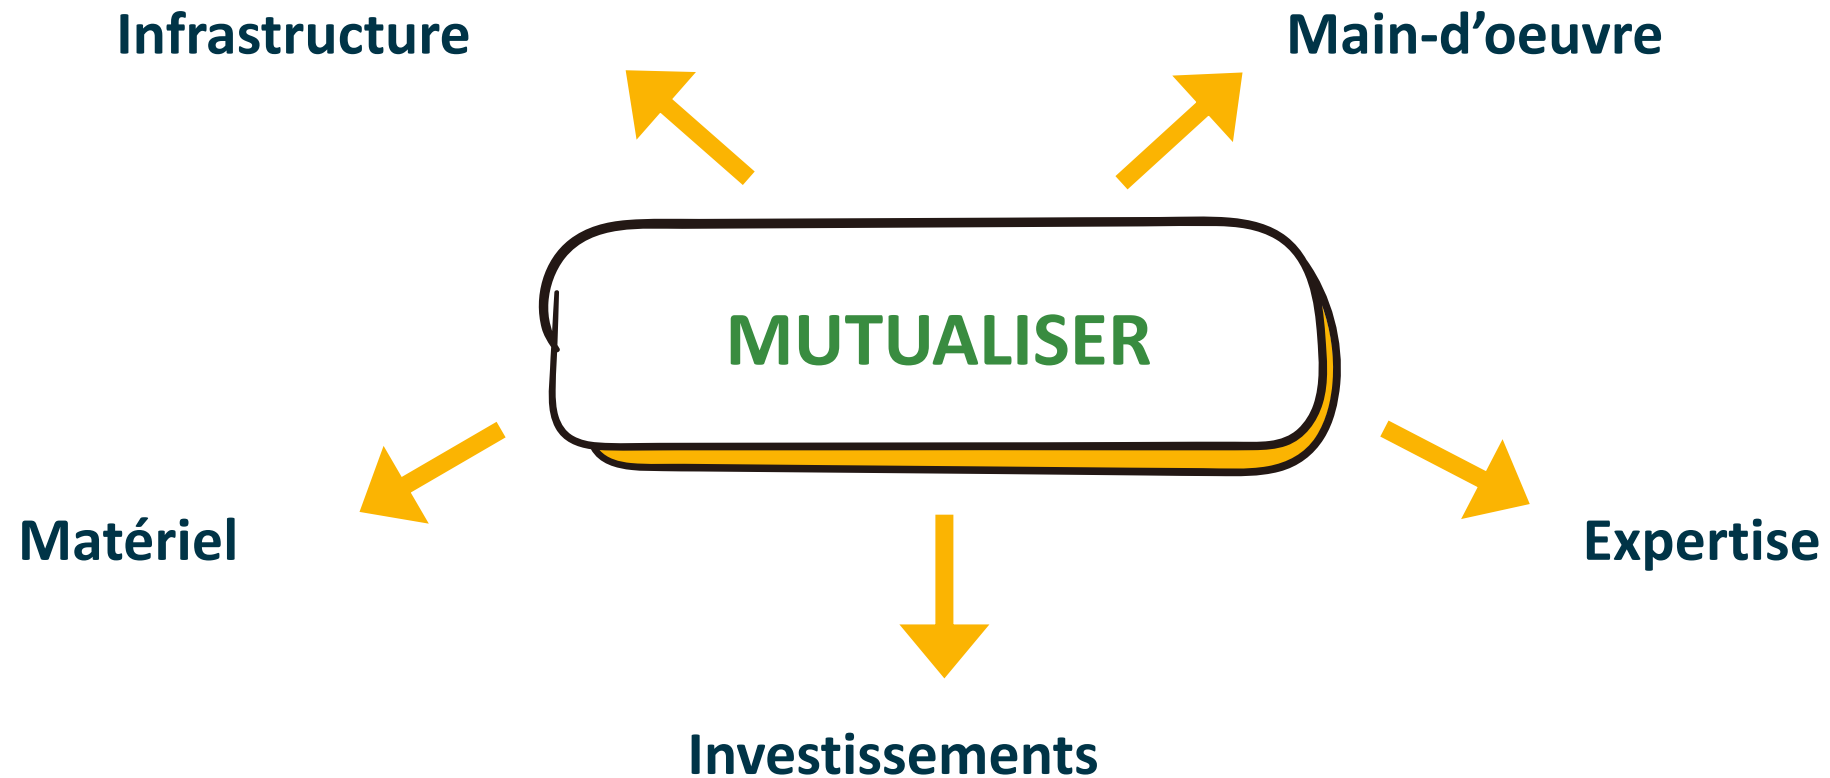 Infrastructure
Main-d’oeuvre
MUTUALISER
Matériel
Expertise
Investissements